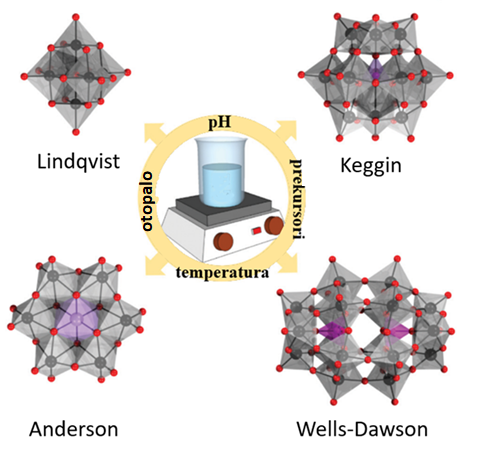 Lindqvist
Keggin
pH
otopalo
prekursori
temperatura
Anderson
Wells-Dawson